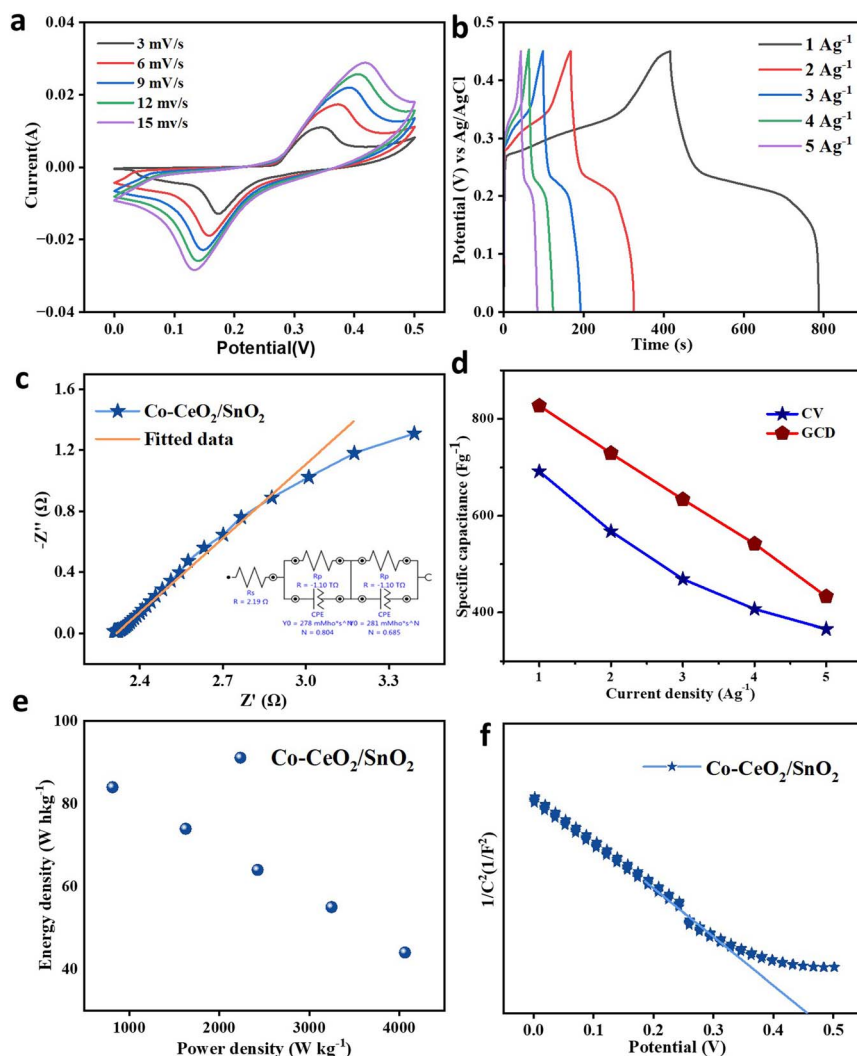 a
0.04
0.02
0.00
−0.02
−0.04
Current(A)
3 mV/s
6 mV/s
9 mV/s
12 mv/s
15 mv/s
0.0 0.1 0.2 0.3 0.4 0.5
Potential(V)
b
0.5
0.4
0.3
0.2
0.1
0.0
Potential (V) vs Ag/AgCl
1 Ag⁻¹
2 Ag⁻¹
3 Ag⁻¹
4 Ag⁻¹
5 Ag⁻¹
0 200 400 600 800
Time (s)
c
1.6
1.2
0.8
0.4
0.0
-Z'' (Ω)
Co-CeO₂/SnO₂
Fitted data
Rs
R = 2.19 Ω
Rp
R = -1.10 TΩ
CPE
Y0 = 278 mMho*s^N
N = 0.804
Rp
R = -1.10 TΩ
CPE
Y0 = 281 mMho*s^N
N = 0.685
2.4 2.7 3.0 3.3
Z' (Ω)
d
800
600
400
Specific capacitance (Fg⁻¹)
CV
GCD
1 2 3 4 5
Current density (Ag⁻¹)
e
100
80
60
40
Energy density (W hkg⁻¹)
Co-CeO₂/SnO₂
1000 2000 3000 4000
Power density (W kg⁻¹)
f
1/C²(1/F²)
Co-CeO₂/SnO₂
0.0 0.1 0.2 0.3 0.4 0.5
Potential (V)